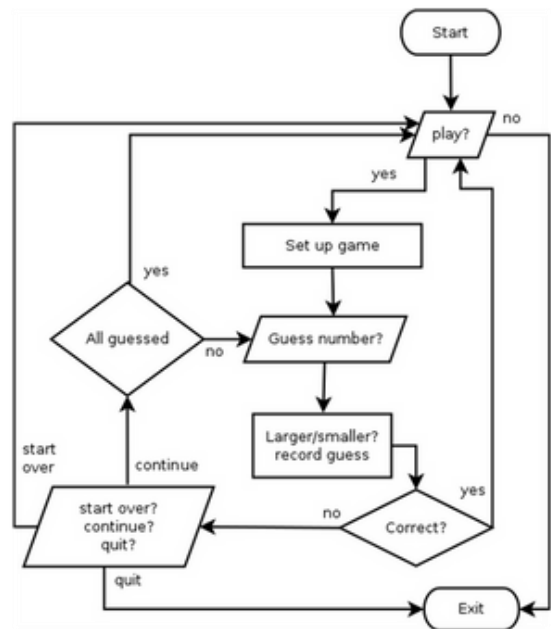 Start
play?
no
yes
Set up game
yes
All guessed
no
Guess number?
Larger/smaller?
record guess
start
over
continue
yes
start over?
continue?
quit?
no
Correct?
quit
Exit